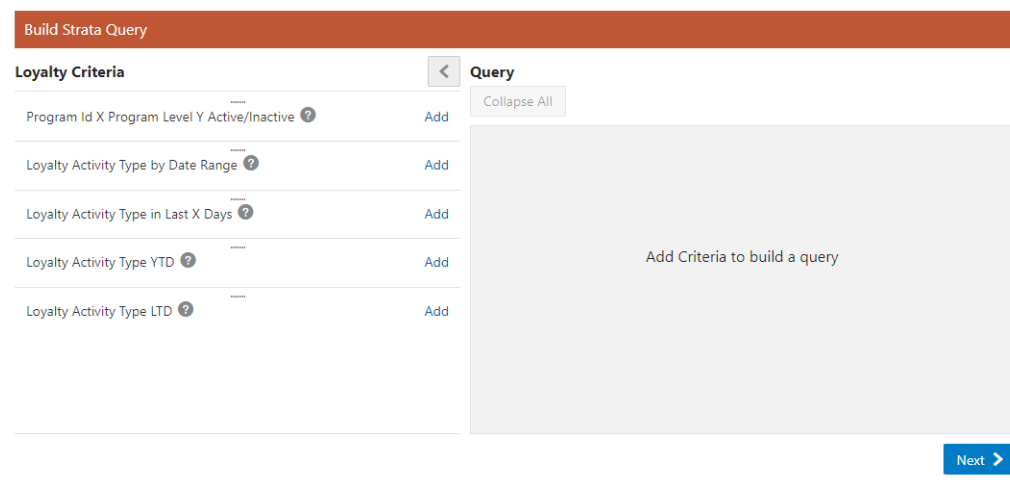 Build Strata Query
Loyalty Criteria
Program Id X Program Level Y Active/Inactive ?
Add
Loyalty Activity Type by Date Range ?
Add
Loyalty Activity Type in Last X Days ?
Add
Loyalty Activity Type YTD ?
Add
Loyalty Activity Type LTD ?
Add
Query
Collapse All
Add Criteria to build a query
Next